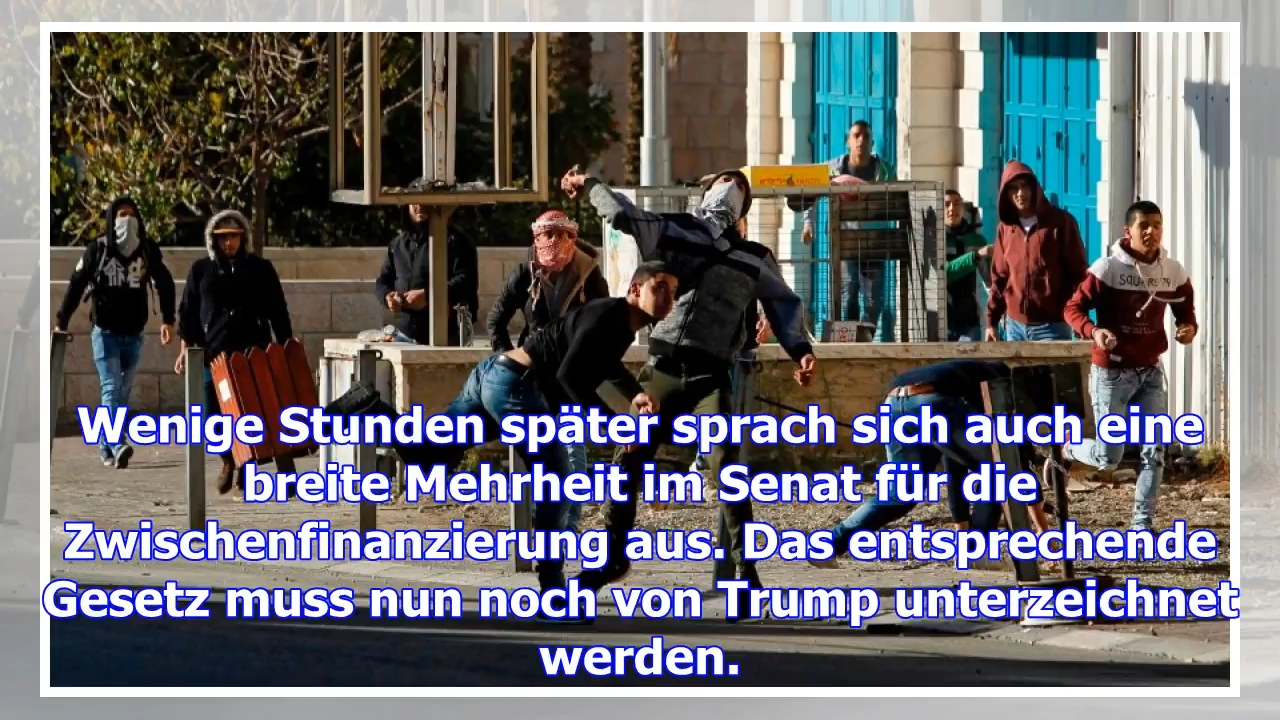 Wenige Stunden später sprach sich auch eine
breite Mehrheit im Senat für die
Zwischenfinanzierung aus. Das entsprechende
Gesetz muss nun noch von Trump unterzeichnet
werden.